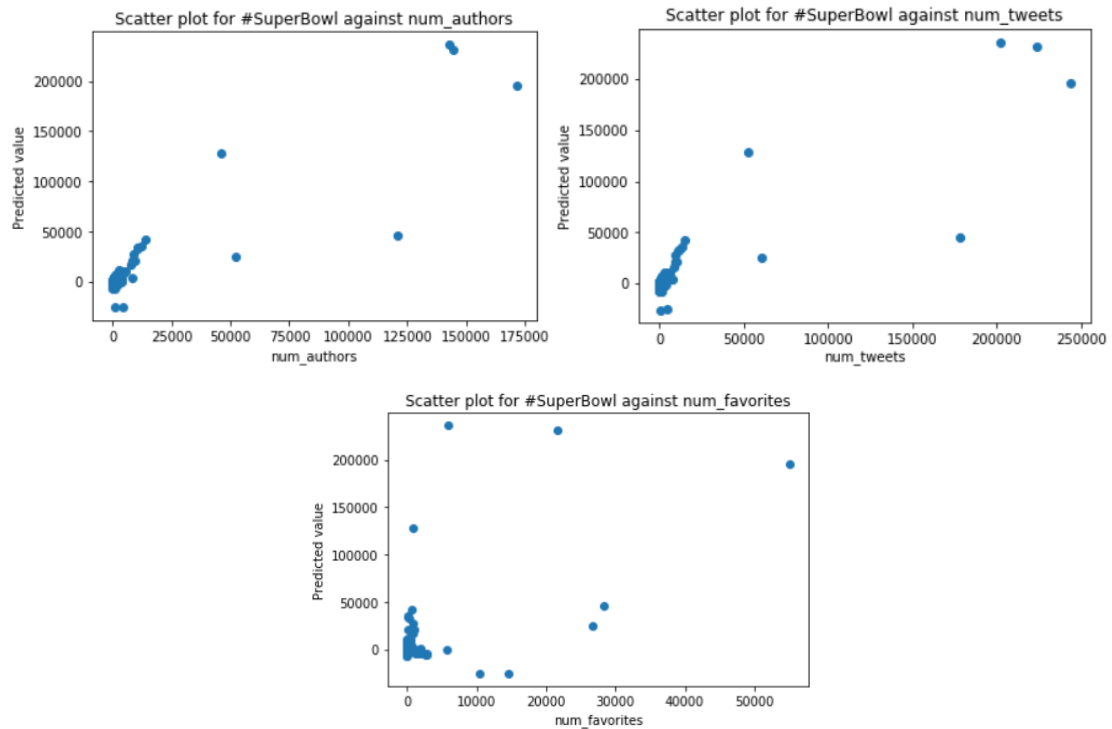 Scatter plot for #SuperBowl against num_authors
200000
150000
100000
50000
0
Predicted value
0 25000 50000 75000 100000 125000 150000 175000
num_authors
Scatter plot for #SuperBowl against num_tweets
200000
150000
100000
50000
0
Predicted value
0 50000 100000 150000 200000 250000
num_tweets
Scatter plot for #SuperBowl against num_favorites
200000
150000
100000
50000
0
Predicted value
0 10000 20000 30000 40000 50000
num_favorites